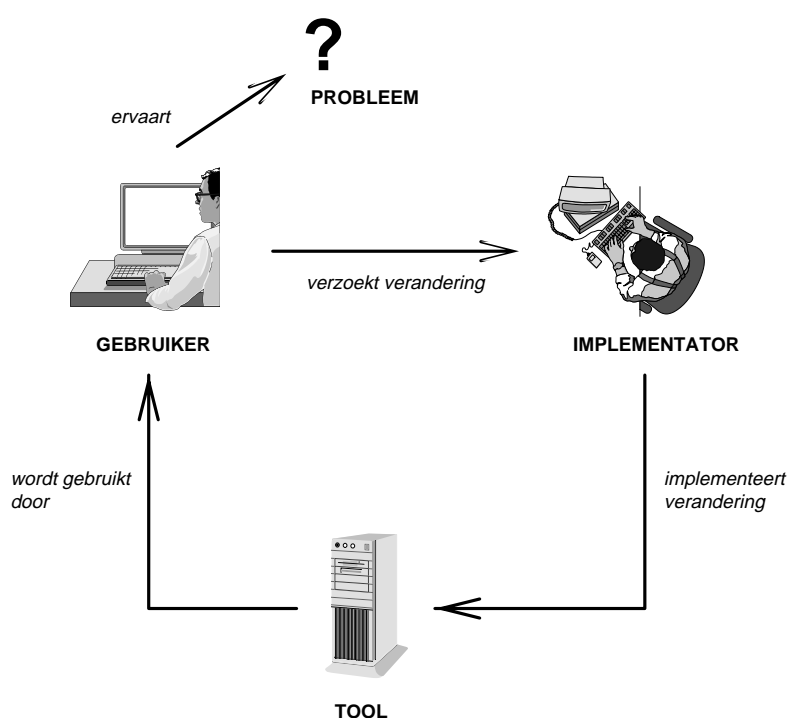 ?
PROBLEEM
ervaart
verzoekt verandering
GEBRUIKER
IMPLEMENTATOR
wordt gebruikt
door
implementeert
verandering
TOOL